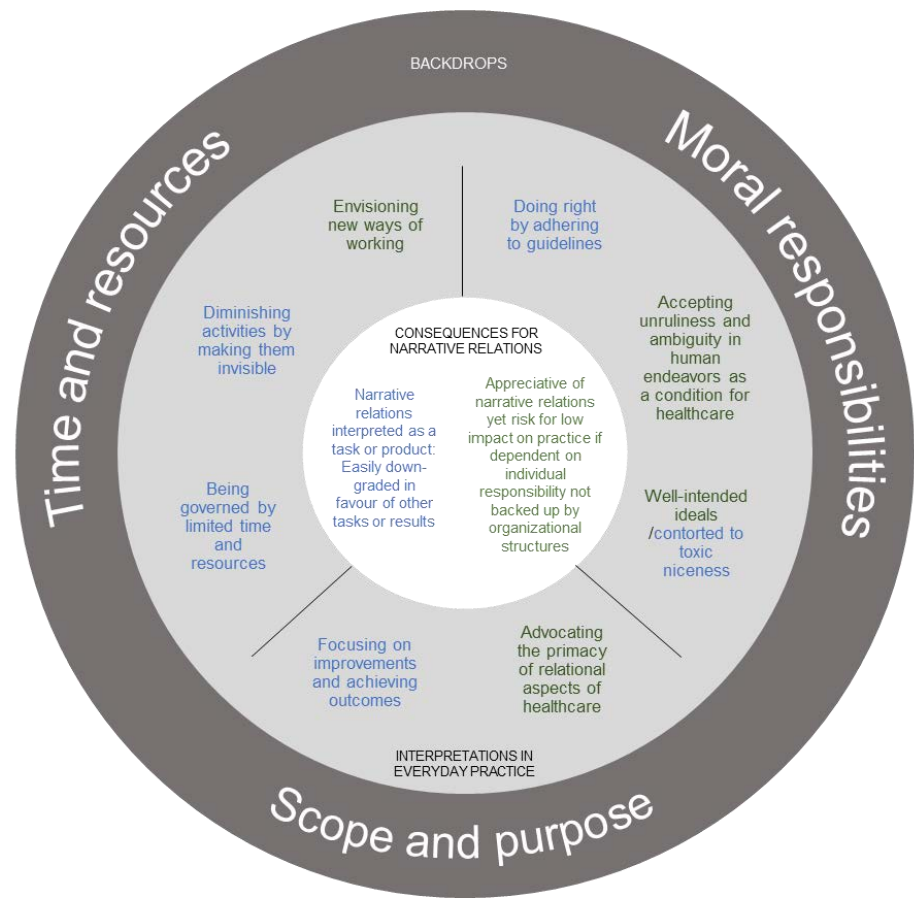 BACKDROPS
Time and resources
Moral responsibilities
Scope and purpose
Envisioning
new ways of
working
Diminishing
activities by
making them
invisible
Being
governed by
limited time
and
resources
Doing right
by adhering
to guidelines
Accepting
unruliness and
ambiguity in
human
endeavors as
a condition for
healthcare
Well-intended
ideals
/contorted to
toxic
niceness
Focusing on
improvements
and achieving
outcomes
Advocating
the primacy
of relational
aspects of
healthcare
INTERPRETATIONS IN
EVERYDAY PRACTICE
CONSEQUENCES FOR
NARRATIVE RELATIONS
Narrative
relations
interpreted as a
task or product:
Easily down-
graded in
favour of other
tasks or results
Appreciative of
narrative relations
yet risk for low
impact on practice if
dependent on
individual
responsibility not
backed up by
organizational
structures